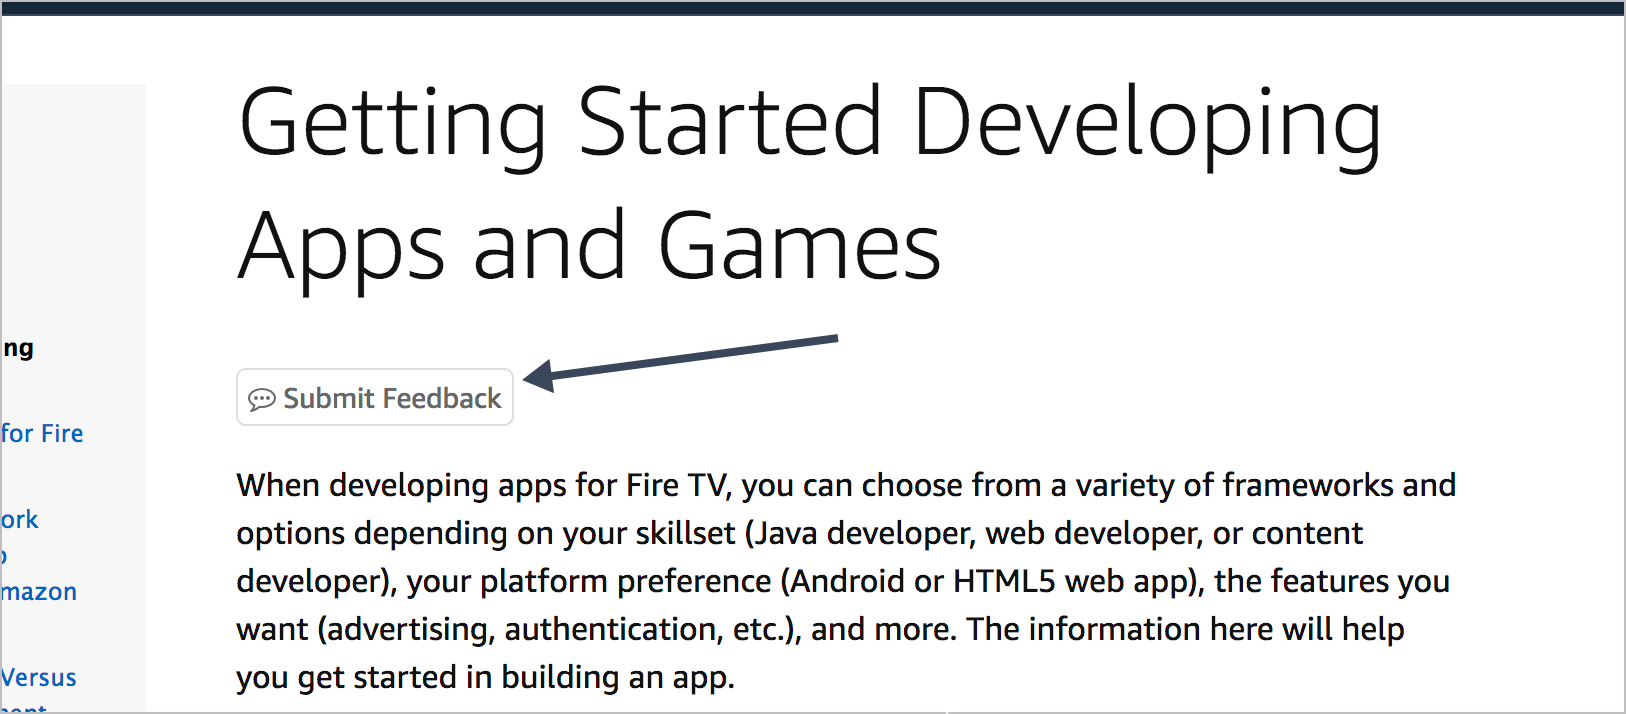 Getting Started Developing
Apps and Games
ng
Submit Feedback
for Fire
When developing apps for Fire TV, you can choose from a variety of frameworks and
ork
options depending on your skillset (Java developer, web developer, or content
mazon
developer), your platform preference (Android or HTML5 web app), the features you
want (advertising, authentication, etc.), and more. The information here will help
Versus
you get started in building an app.